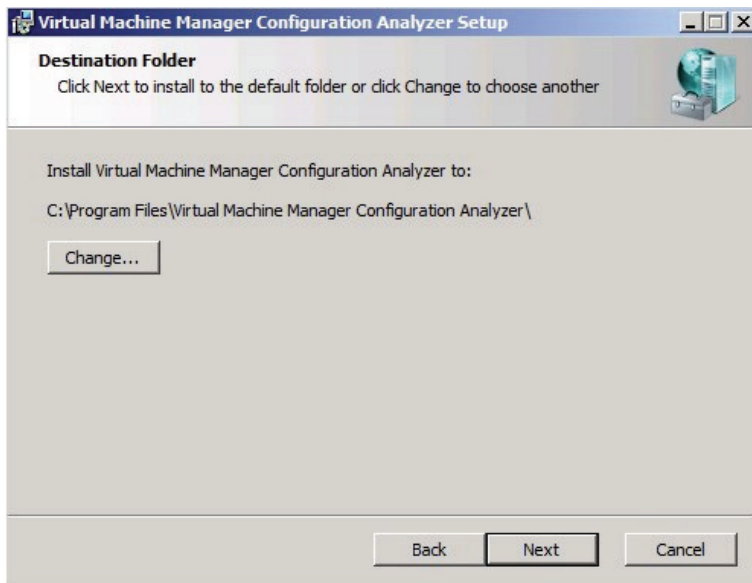 Virtual Machine Manager Configuration Analyzer Setup
Destination Folder
Click Next to install to the default folder or click Change to choose another
Install Virtual Machine Manager Configuration Analyzer to:
C:\Program Files\Virtual Machine Manager Configuration Analyzer\
Change...
Back Next Cancel